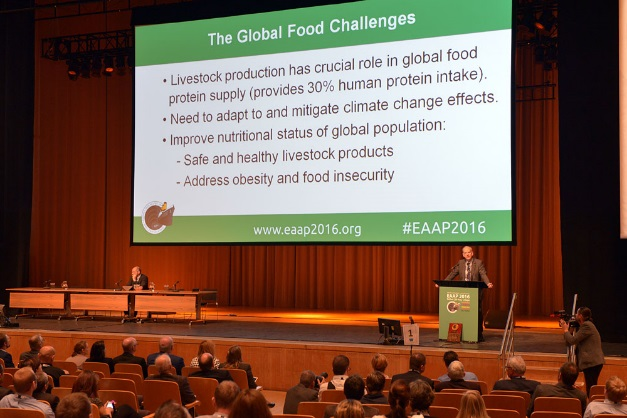 The Global Food Challenges
• Livestock production has crucial role in global food
protein supply (provides 30% human protein intake).
• Need to adapt to and mitigate climate change effects.
• Improve nutritional status of global population:
- Safe and healthy livestock products
- Address obesity and food insecurity
www.eaap2016.org #EAAP2016
EAAP 2016
1